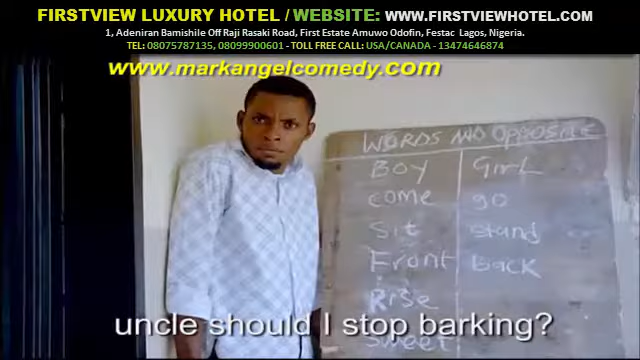 FIRSTVIEW LUXURY HOTEL / WEBSITE: WWW.FIRSTVIEWHOTEL.COM
1, Adeniran Bamishile Off Raji Rasaki Road, First Estate Amuwo Odofin, Festac Lagos, Nigeria.
TEL: 08075787135, 08099900601 - TOLL FREE CALL: USA/CANADA - 13474646874
www.markangelcomedy.com
WORDS AND OPPOSITE
BOY GIRL
come go
Sit stand
Front Back
Rise
sweet
uncle should I stop barking?